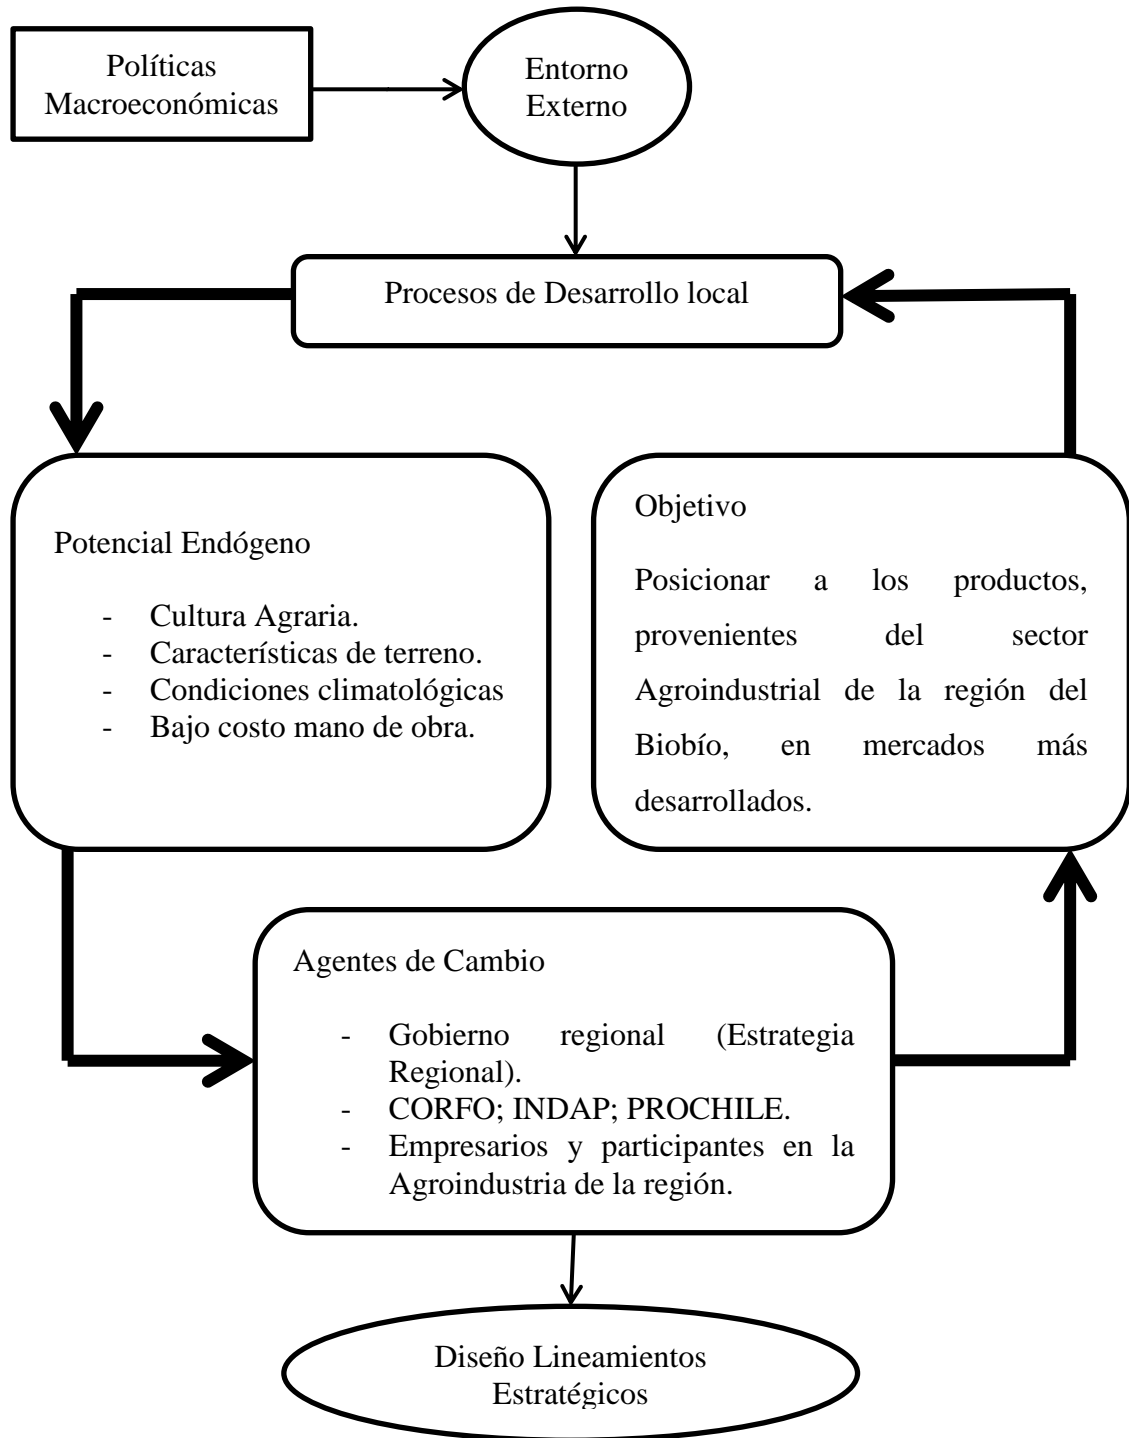 Políticas
Macroeconómicas
Entorno
Externo
Procesos de Desarrollo local
Potencial Endógeno
- Cultura Agraria.
- Características de terreno.
- Condiciones climatológicas
- Bajo costo mano de obra.
Objetivo
Posicionar a los productos,
provenientes del sector
Agroindustrial de la región del
Biobío, en mercados más
desarrollados.
Agentes de Cambio
- Gobierno regional (Estrategia
Regional).
- CORFO; INDAP; PROCHILE.
- Empresarios y participantes en la
Agroindustria de la región.
Diseño Lineamientos
Estratégicos